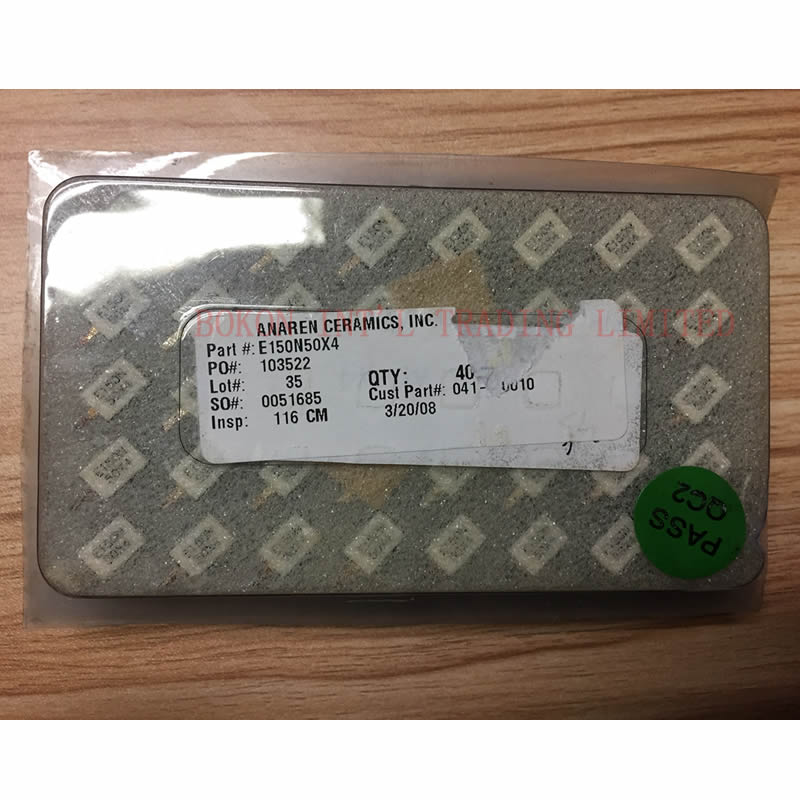 BOKON INT'L TRADING LIMITED
ANAREN CERAMICS, INC.
Part #: E150N50X4
PO#: 103522
Lot#: 35 QTY: 40
SO#: 0051685 Cust Part#: 041- 0010
Insp: 116 CM 3/20/08
PASS
QC2